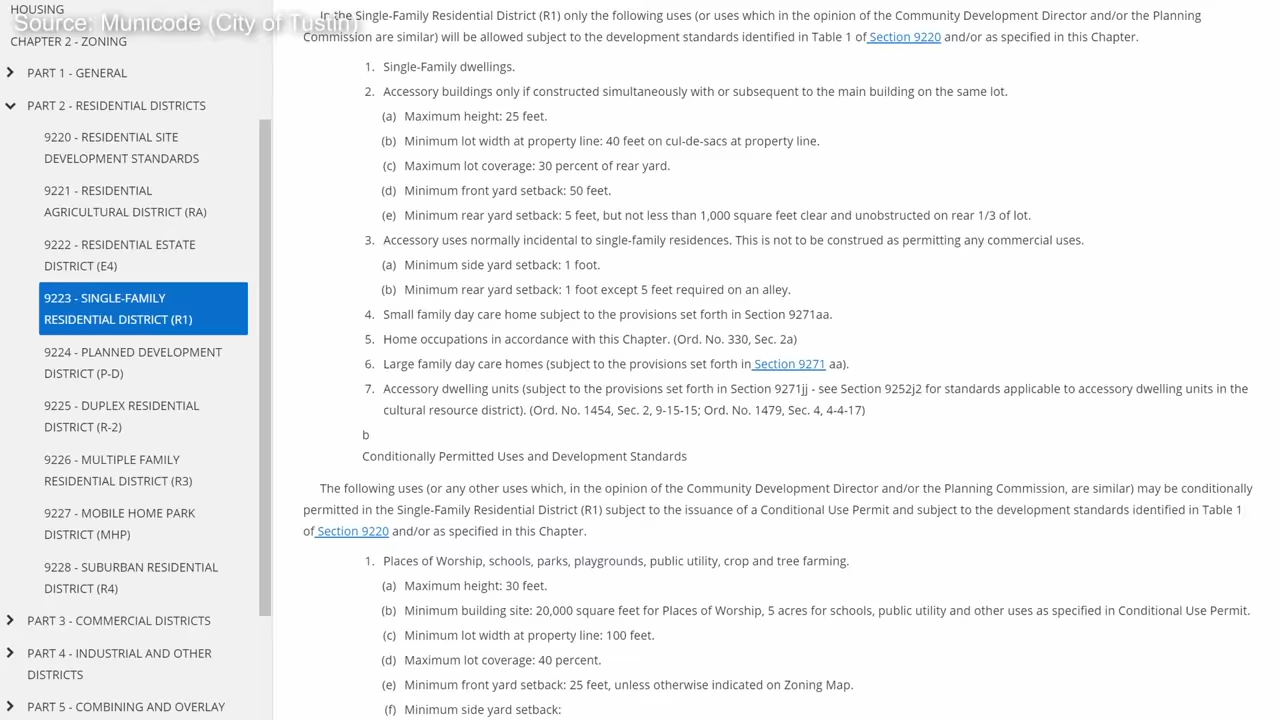 HOUSING
Source: Municode (City of Tustin)
CHAPTER 2 - ZONING
PART 1 - GENERAL
PART 2 - RESIDENTIAL DISTRICTS
9220 - RESIDENTIAL SITE
DEVELOPMENT STANDARDS
9221 - RESIDENTIAL
AGRICULTURAL DISTRICT (RA)
9222 - RESIDENTIAL ESTATE
DISTRICT (E4)
9223 - SINGLE-FAMILY
RESIDENTIAL DISTRICT (R1)
9224 - PLANNED DEVELOPMENT
DISTRICT (P-D)
9225 - DUPLEX RESIDENTIAL
DISTRICT (R-2)
9226 - MULTIPLE FAMILY
RESIDENTIAL DISTRICT (R3)
9227 - MOBILE HOME PARK
DISTRICT (MHP)
9228 - SUBURBAN RESIDENTIAL
DISTRICT (R4)
PART 3 - COMMERCIAL DISTRICTS
PART 4 - INDUSTRIAL AND OTHER
DISTRICTS
PART 5 - COMBINING AND OVERLAY
In the Single-Family Residential District (R1) only the following uses (or uses which in the opinion of the Community Development Director and/or the Planning
Commission are similar) will be allowed subject to the development standards identified in Table 1 of Section 9220 and/or as specified in this Chapter.
1. Single-Family dwellings.
2. Accessory buildings only if constructed simultaneously with or subsequent to the main building on the same lot.
(a) Maximum height: 25 feet.
(b) Minimum lot width at property line: 40 feet on cul-de-sacs at property line.
(c) Maximum lot coverage: 30 percent of rear yard.
(d) Minimum front yard setback: 50 feet.
(e) Minimum rear yard setback: 5 feet, but not less than 1,000 square feet clear and unobstructed on rear 1/3 of lot.
3. Accessory uses normally incidental to single-family residences. This is not to be construed as permitting any commercial uses.
(a) Minimum side yard setback: 1 foot.
(b) Minimum rear yard setback: 1 foot except 5 feet required on an alley.
4. Small family day care home subject to the provisions set forth in Section 9271aa.
5. Home occupations in accordance with this Chapter. (Ord. No. 330, Sec. 2a)
6. Large family day care homes (subject to the provisions set forth in Section 9271 aa).
7. Accessory dwelling units (subject to the provisions set forth in Section 9271jj - see Section 9252j2 for standards applicable to accessory dwelling units in the
cultural resource district). (Ord. No. 1454, Sec. 2, 9-15-15; Ord. No. 1479, Sec. 4, 4-4-17)
b
Conditionally Permitted Uses and Development Standards
The following uses (or any other uses which, in the opinion of the Community Development Director and/or the Planning Commission, are similar) may be conditionally
permitted in the Single-Family Residential District (R1) subject to the issuance of a Conditional Use Permit and subject to the development standards identified in Table 1
of Section 9220 and/or as specified in this Chapter.
1. Places of Worship, schools, parks, playgrounds, public utility, crop and tree farming.
(a) Maximum height: 30 feet.
(b) Minimum building site: 20,000 square feet for Places of Worship, 5 acres for schools, public utility and other uses as specified in Conditional Use Permit.
(c) Minimum lot width at property line: 100 feet.
(d) Maximum lot coverage: 40 percent.
(e) Minimum front yard setback: 25 feet, unless otherwise indicated on Zoning Map.
(f) Minimum side yard setback: